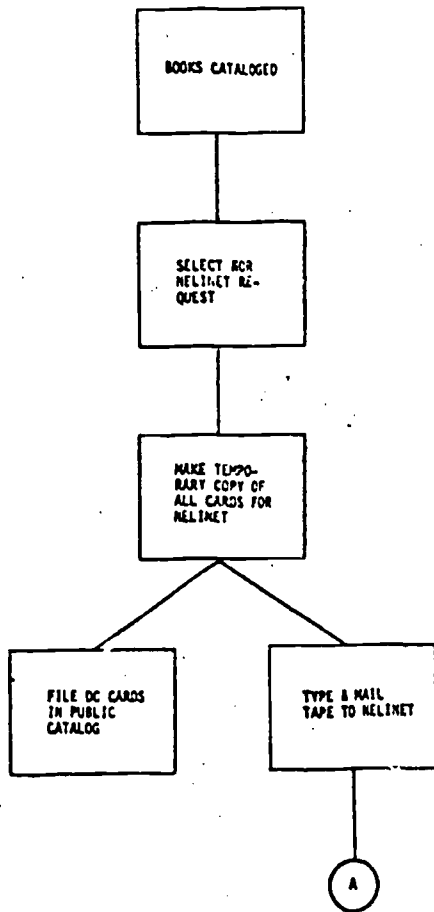 BOOKS CATALOGED
SELECT FOR
NELINET RE-
QUEST
MAKE TEMPO-
RARY COPY OF
ALL CARDS FOR
NELINET
FILE DC CARDS
IN PUBLIC
CATALOG
TYPE & MAIL
TAPE TO NELINET
A